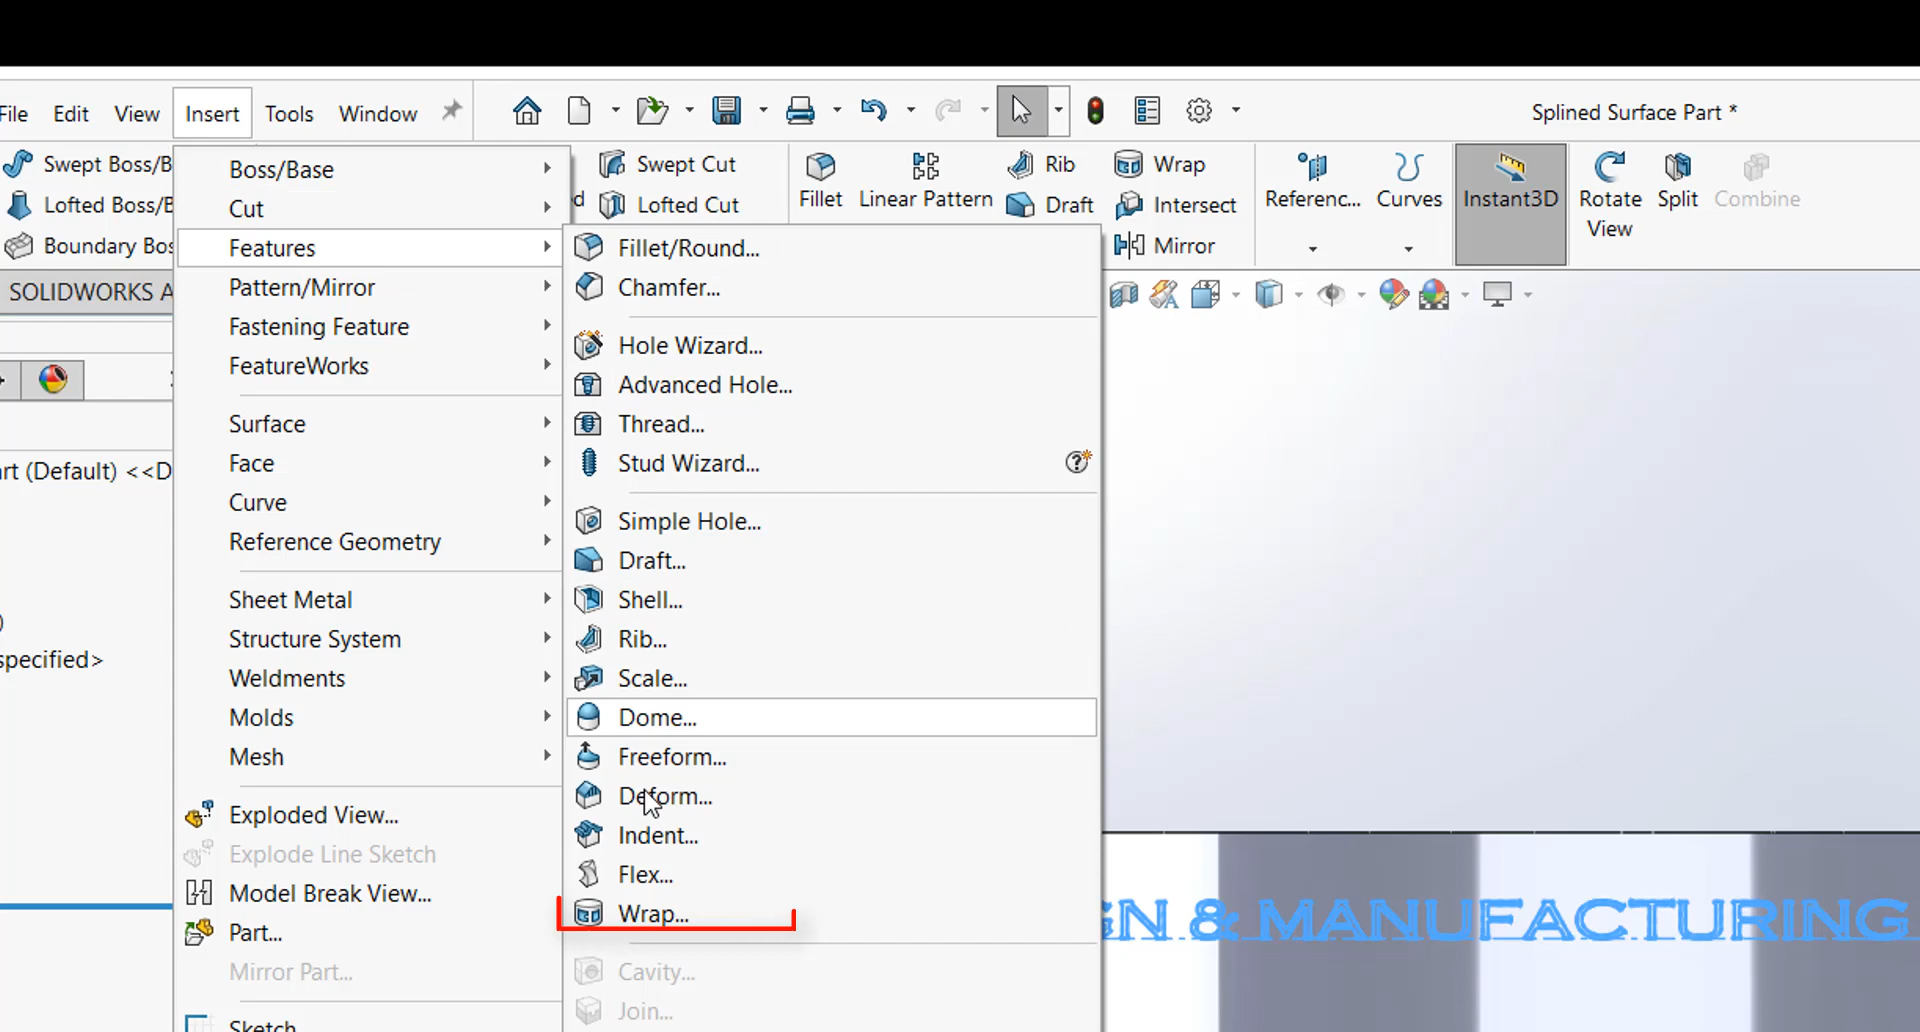 File Edit View Insert Tools Window
Splined Surface Part *
Swept Boss/B
Lofted Boss/B
Boundary Bos
SOLIDWORKS A
Swept Cut
d
Lofted Cut
Fillet
Linear Pattern
Rib
Draft
Wrap
Intersect
Mirror
Referenc...
Curves
Instant3D
Rotate
View
Split
Combine
art (Default) <<D
)
specified>
Boss/Base
Cut
Features
Pattern/Mirror
Fastening Feature
FeatureWorks
Surface
Face
Curve
Reference Geometry
Sheet Metal
Structure System
Weldments
Molds
Mesh
Exploded View...
Explode Line Sketch
Model Break View...
Part...
Mirror Part...
Sketch
Fillet/Round...
Chamfer...
Hole Wizard...
Advanced Hole...
Thread...
Stud Wizard...
Simple Hole...
Draft...
Shell...
Rib...
Scale...
Dome...
Freeform...
Deform...
Indent...
Flex...
Wrap...
Cavity...
Join...
GN & MANUFACTURING